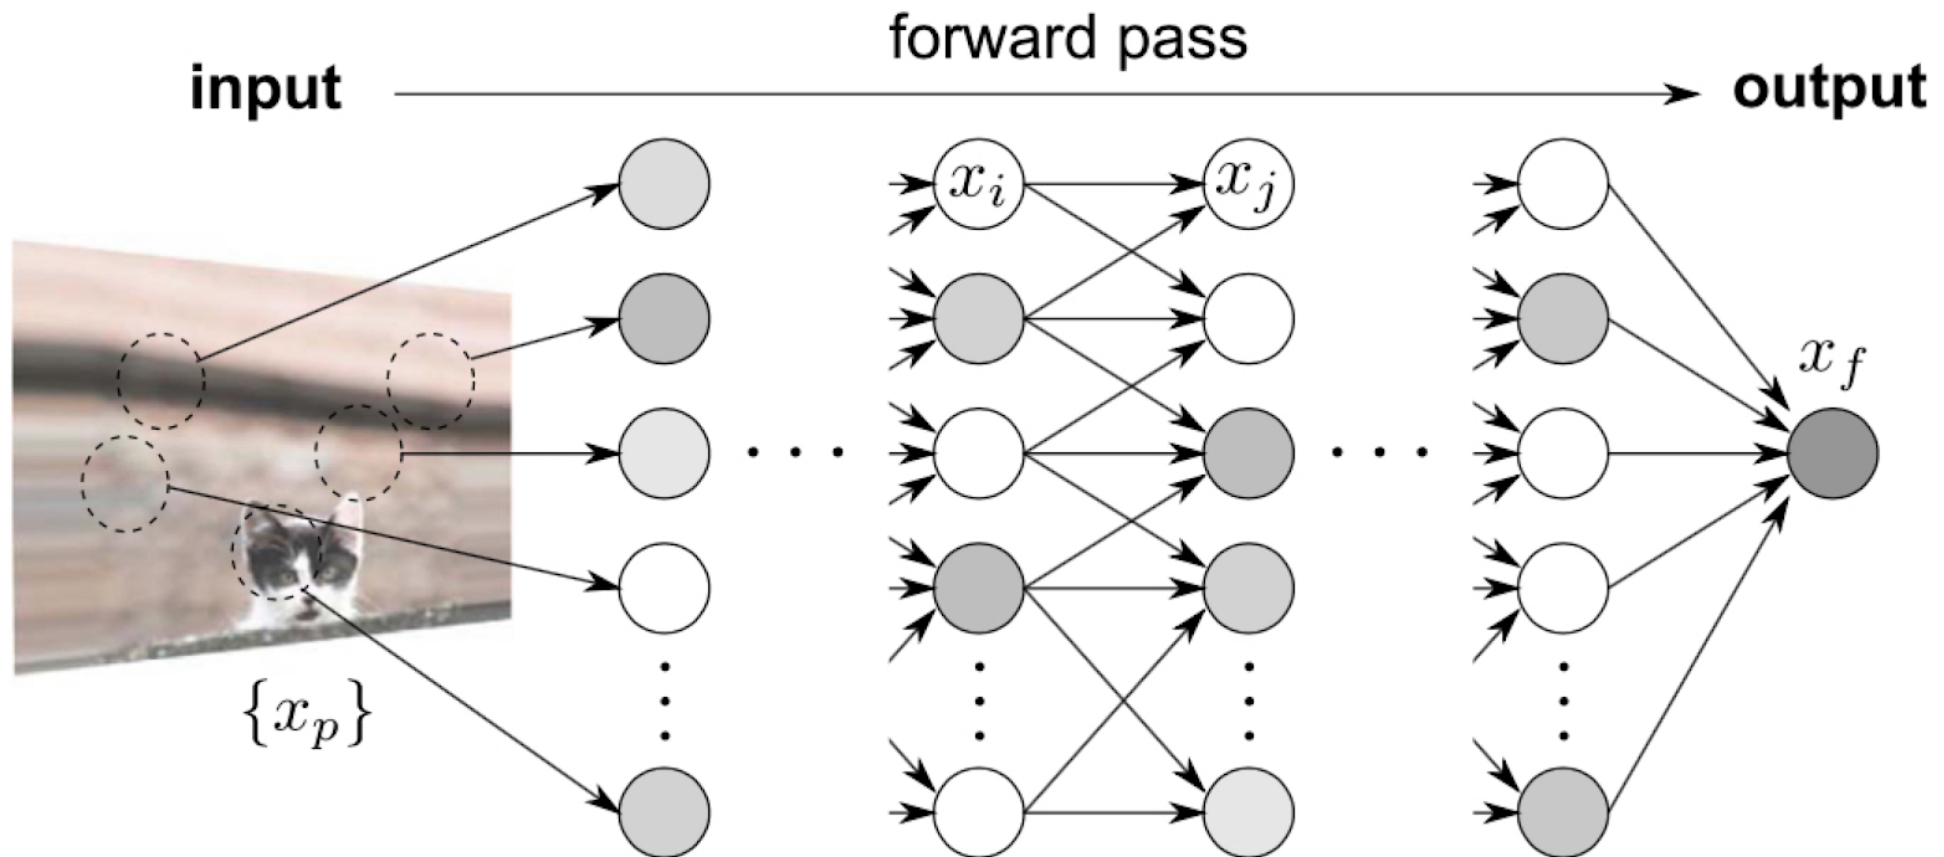 forward pass
input
output
x_i
x_j
x_f
{x_p}